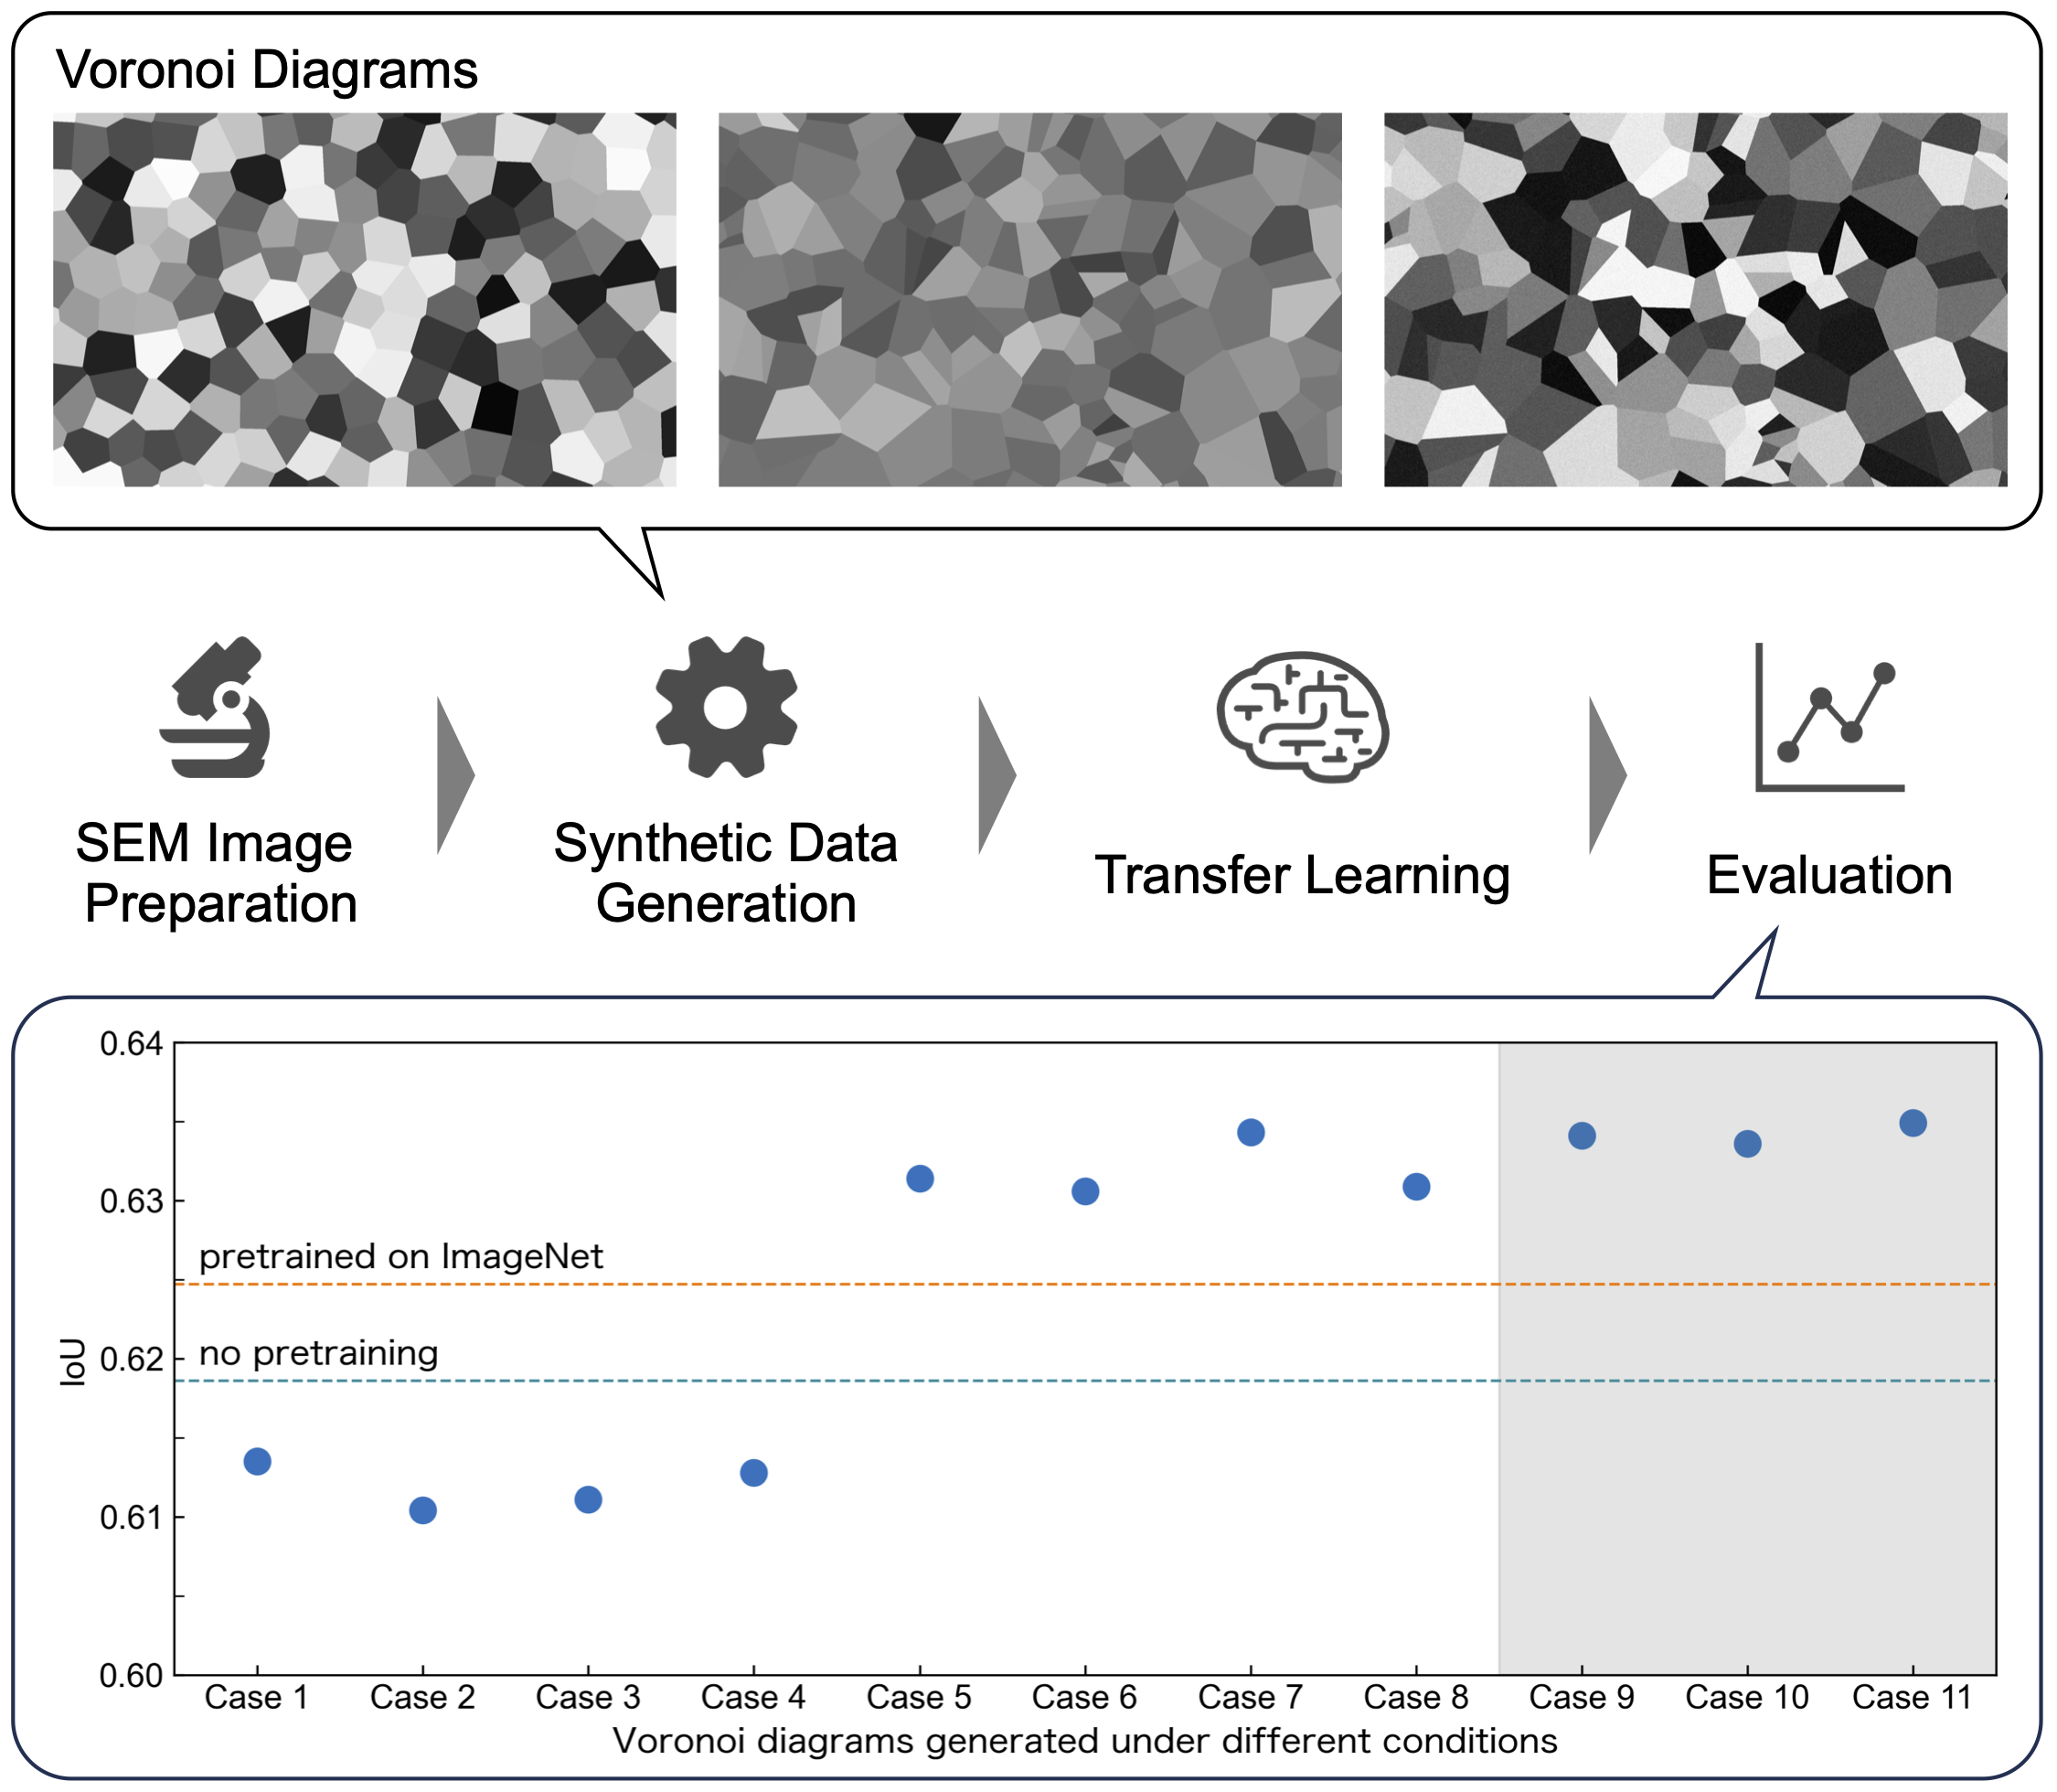 Voronoi Diagrams
SEM Image
Preparation
Synthetic Data
Generation
Transfer Learning
Evaluation
0.64
0.63
0.62
0.61
0.60
IoU
pretrained on ImageNet
no pretraining
Case 1 Case 2 Case 3 Case 4 Case 5 Case 6 Case 7 Case 8 Case 9 Case 10 Case 11
Voronoi diagrams generated under different conditions